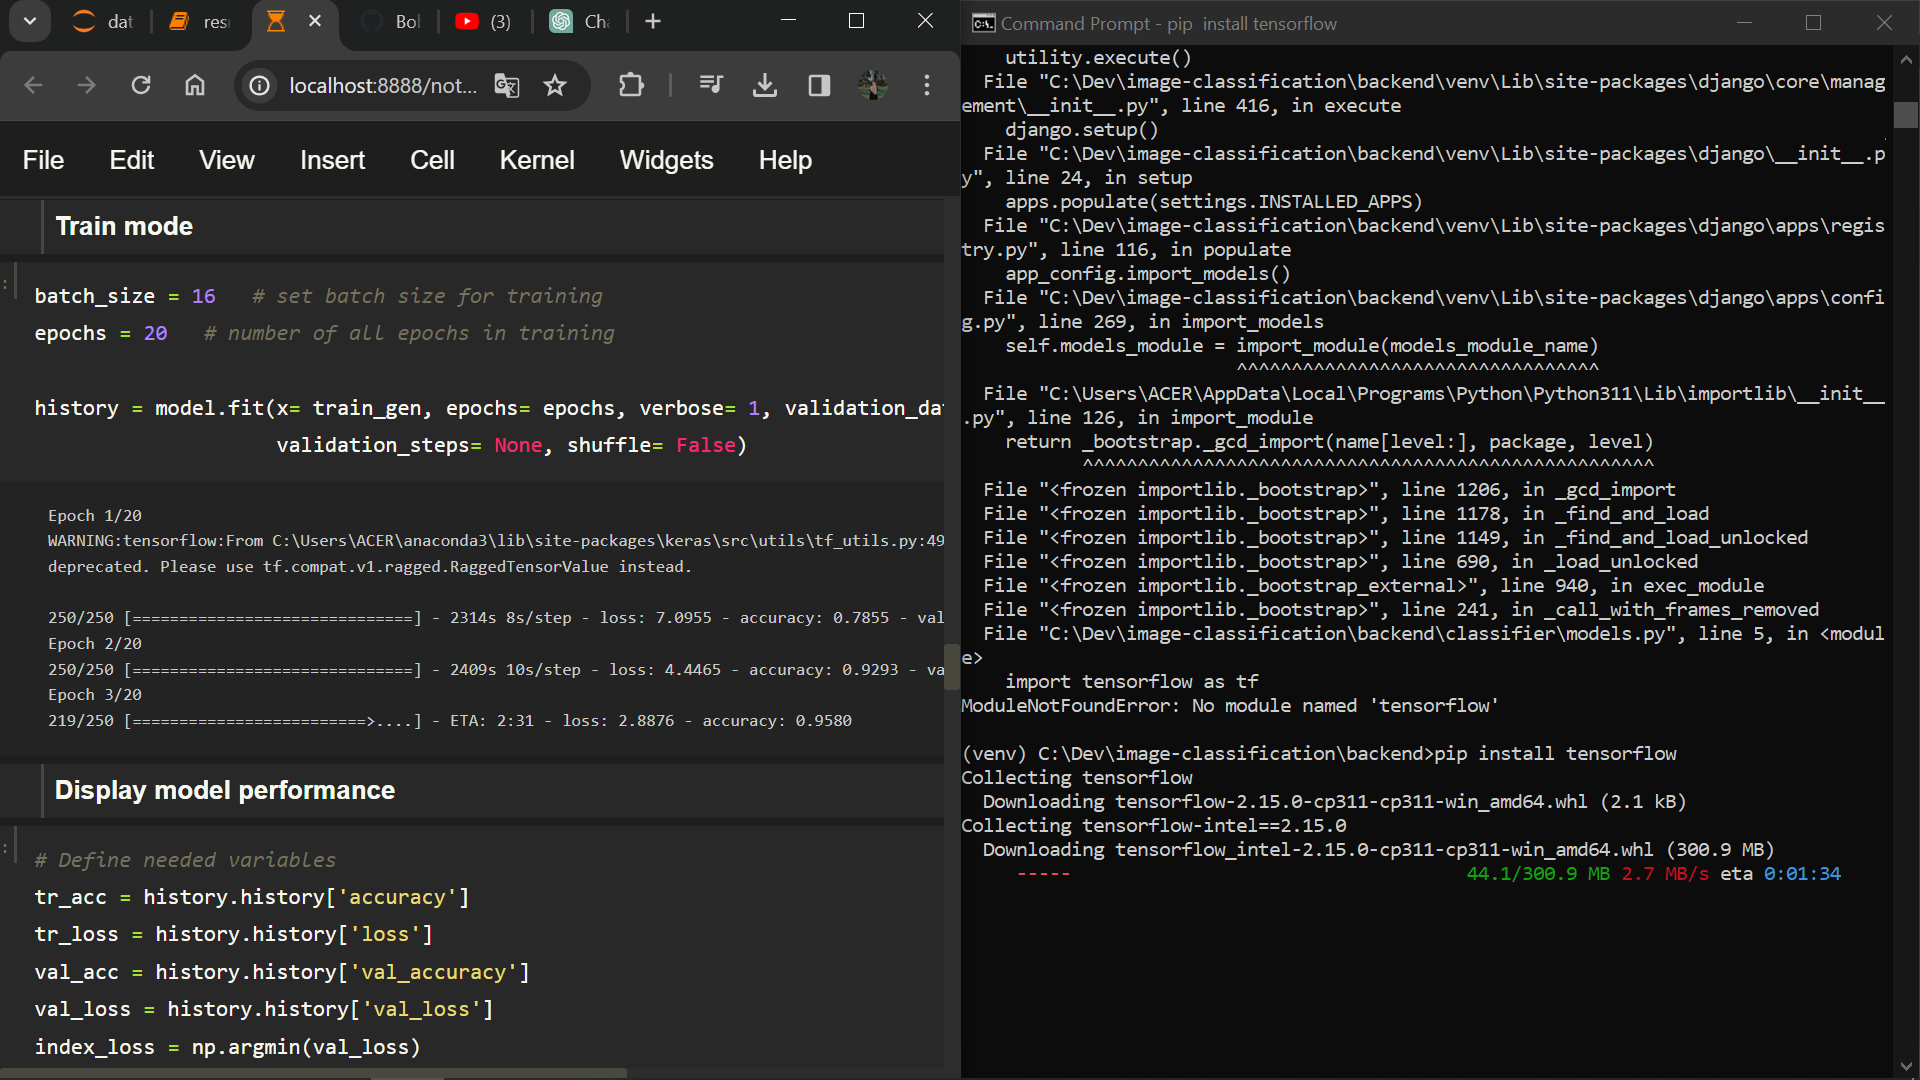 dat
res
Bol
(3)
Cha
localhost:8888/not...
File Edit View Insert Cell Kernel Widgets Help
Train mode
batch_size = 16   # set batch size for training
epochs = 20   # number of all epochs in training
history = model.fit(x= train_gen, epochs= epochs, verbose= 1, validation_dat
validation_steps= None, shuffle= False)
Epoch 1/20
WARNING:tensorflow:From C:\Users\ACER\anaconda3\lib\site-packages\keras\src\utils\tf_utils.py:49
deprecated. Please use tf.compat.v1.ragged.RaggedTensorValue instead.
250/250 [==============================] - 2314s 8s/step - loss: 7.0955 - accuracy: 0.7855 - val
Epoch 2/20
250/250 [==============================] - 2409s 10s/step - loss: 4.4465 - accuracy: 0.9293 - va
Epoch 3/20
219/250 [=========================>....] - ETA: 2:31 - loss: 2.8876 - accuracy: 0.9580
Display model performance
# Define needed variables
tr_acc = history.history['accuracy']
tr_loss = history.history['loss']
val_acc = history.history['val_accuracy']
val_loss = history.history['val_loss']
index_loss = np.argmin(val_loss)
Command Prompt - pip  install tensorflow
utility.execute()
File "C:\Dev\image-classification\backend\venv\Lib\site-packages\django\core\manag
ement\__init__.py", line 416, in execute
django.setup()
File "C:\Dev\image-classification\backend\venv\Lib\site-packages\django\__init__.p
y", line 24, in setup
apps.populate(settings.INSTALLED_APPS)
File "C:\Dev\image-classification\backend\venv\Lib\site-packages\django\apps\regis
try.py", line 116, in populate
app_config.import_models()
File "C:\Dev\image-classification\backend\venv\Lib\site-packages\django\apps\confi
g.py", line 269, in import_models
self.models_module = import_module(models_module_name)
^^^^^^^^^^^^^^^^^^^^^^^^^^^^^^^^^
File "C:\Users\ACER\AppData\Local\Programs\Python\Python311\Lib\importlib\__init__
.py", line 126, in import_module
return _bootstrap._gcd_import(name[level:], package, level)
^^^^^^^^^^^^^^^^^^^^^^^^^^^^^^^^^^^^^^^^^^^^^^^^^^^^
File "<frozen importlib._bootstrap>", line 1206, in _gcd_import
File "<frozen importlib._bootstrap>", line 1178, in _find_and_load
File "<frozen importlib._bootstrap>", line 1149, in _find_and_load_unlocked
File "<frozen importlib._bootstrap>", line 690, in _load_unlocked
File "<frozen importlib._bootstrap_external>", line 940, in exec_module
File "<frozen importlib._bootstrap>", line 241, in _call_with_frames_removed
File "C:\Dev\image-classification\backend\classifier\models.py", line 5, in <modul
e>
import tensorflow as tf
ModuleNotFoundError: No module named 'tensorflow'
(venv) C:\Dev\image-classification\backend>pip install tensorflow
Collecting tensorflow
Downloading tensorflow-2.15.0-cp311-cp311-win_amd64.whl (2.1 kB)
Collecting tensorflow-intel==2.15.0
Downloading tensorflow_intel-2.15.0-cp311-cp311-win_amd64.whl (300.9 MB)
----- 44.1/300.9 MB 2.7 MB/s eta 0:01:34